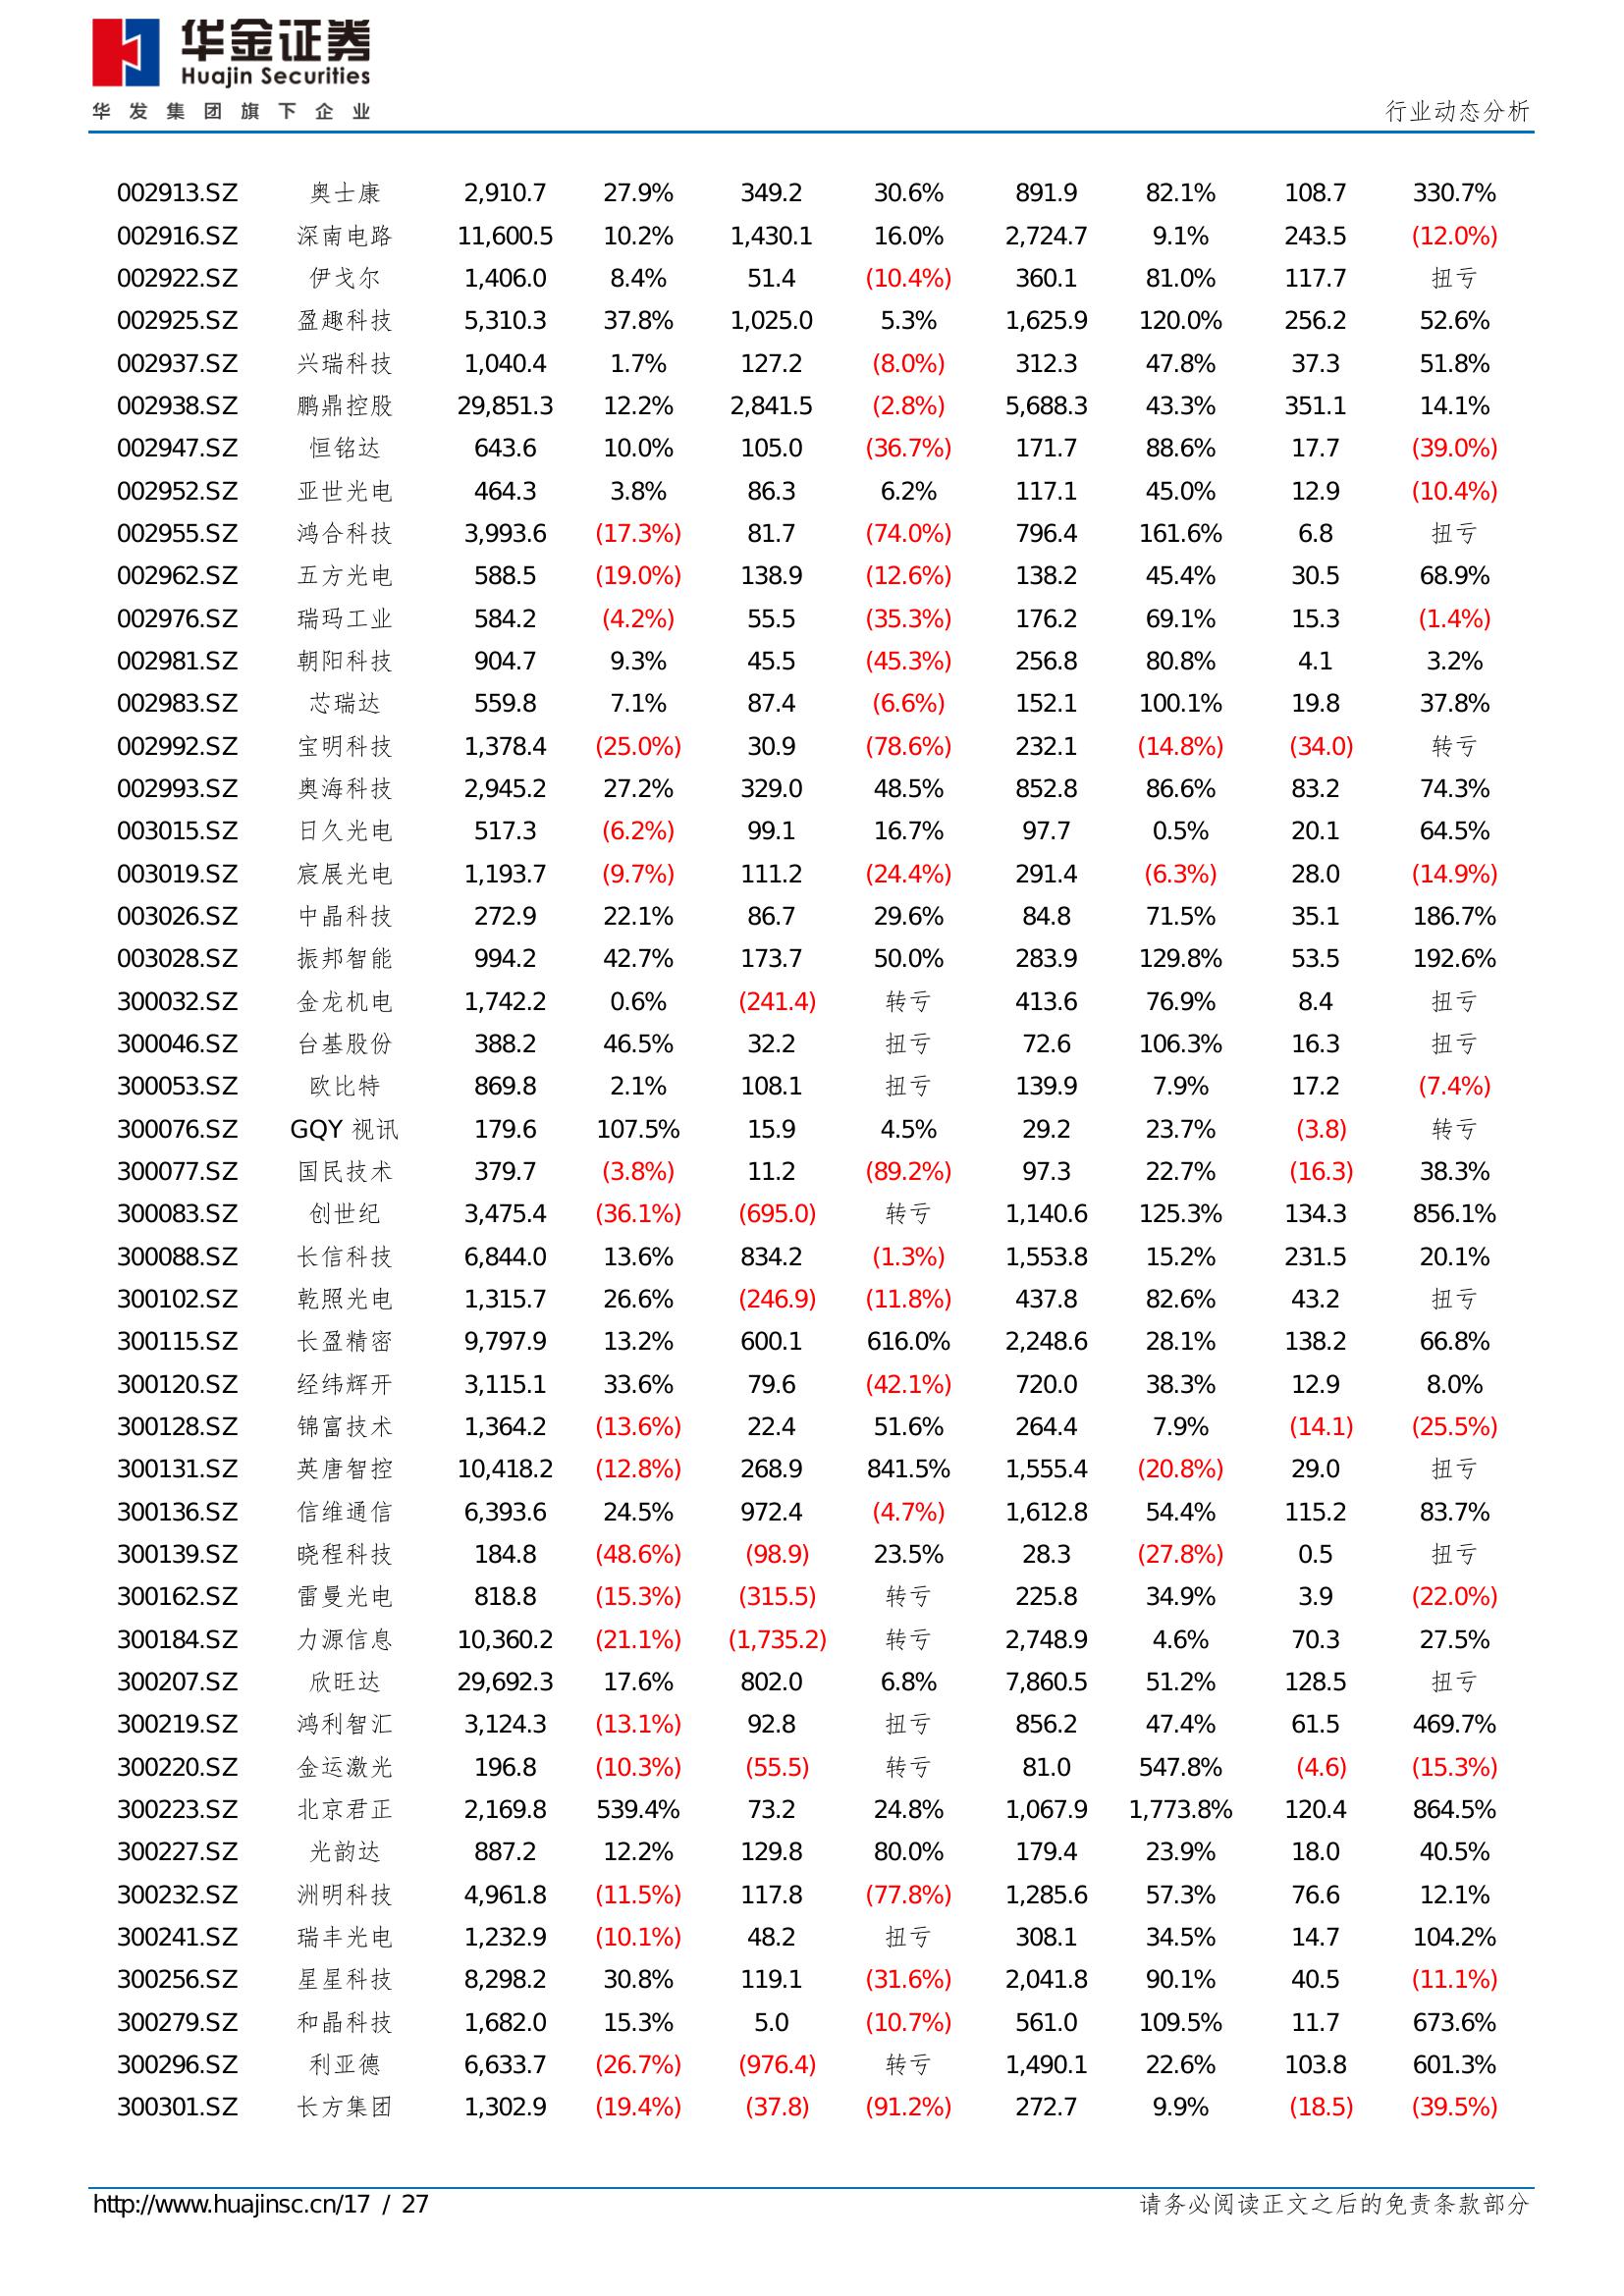 华金证券
Huajin Securities
华发集团旗下企业
行业动态分析
002913.SZ 奥士康 2,910.7 27.9% 349.2 30.6% 891.9 82.1% 108.7 330.7%
002916.SZ 深南电路 11,600.5 10.2% 1,430.1 16.0% 2,724.7 9.1% 243.5 (12.0%)
002922.SZ 伊戈尔 1,406.0 8.4% 51.4 (10.4%) 360.1 81.0% 117.7 扭亏
002925.SZ 盈趣科技 5,310.3 37.8% 1,025.0 5.3% 1,625.9 120.0% 256.2 52.6%
002937.SZ 兴瑞科技 1,040.4 1.7% 127.2 (8.0%) 312.3 47.8% 37.3 51.8%
002938.SZ 鹏鼎控股 29,851.3 12.2% 2,841.5 (2.8%) 5,688.3 43.3% 351.1 14.1%
002947.SZ 恒铭达 643.6 10.0% 105.0 (36.7%) 171.7 88.6% 17.7 (39.0%)
002952.SZ 亚世光电 464.3 3.8% 86.3 6.2% 117.1 45.0% 12.9 (10.4%)
002955.SZ 鸿合科技 3,993.6 (17.3%) 81.7 (74.0%) 796.4 161.6% 6.8 扭亏
002962.SZ 五方光电 588.5 (19.0%) 138.9 (12.6%) 138.2 45.4% 30.5 68.9%
002976.SZ 瑞玛工业 584.2 (4.2%) 55.5 (35.3%) 176.2 69.1% 15.3 (1.4%)
002981.SZ 朝阳科技 904.7 9.3% 45.5 (45.3%) 256.8 80.8% 4.1 3.2%
002983.SZ 芯瑞达 559.8 7.1% 87.4 (6.6%) 152.1 100.1% 19.8 37.8%
002992.SZ 宝明科技 1,378.4 (25.0%) 30.9 (78.6%) 232.1 (14.8%) (34.0) 转亏
002993.SZ 奥海科技 2,945.2 27.2% 329.0 48.5% 852.8 86.6% 83.2 74.3%
003015.SZ 日久光电 517.3 (6.2%) 99.1 16.7% 97.7 0.5% 20.1 64.5%
003019.SZ 宸展光电 1,193.7 (9.7%) 111.2 (24.4%) 291.4 (6.3%) 28.0 (14.9%)
003026.SZ 中晶科技 272.9 22.1% 86.7 29.6% 84.8 71.5% 35.1 186.7%
003028.SZ 振邦智能 994.2 42.7% 173.7 50.0% 283.9 129.8% 53.5 192.6%
300032.SZ 金龙机电 1,742.2 0.6% (241.4) 转亏 413.6 76.9% 8.4 扭亏
300046.SZ 台基股份 388.2 46.5% 32.2 扭亏 72.6 106.3% 16.3 扭亏
300053.SZ 欧比特 869.8 2.1% 108.1 扭亏 139.9 7.9% 17.2 (7.4%)
300076.SZ GQY 视讯 179.6 107.5% 15.9 4.5% 29.2 23.7% (3.8) 转亏
300077.SZ 国民技术 379.7 (3.8%) 11.2 (89.2%) 97.3 22.7% (16.3) 38.3%
300083.SZ 创世纪 3,475.4 (36.1%) (695.0) 转亏 1,140.6 125.3% 134.3 856.1%
300088.SZ 长信科技 6,844.0 13.6% 834.2 (1.3%) 1,553.8 15.2% 231.5 20.1%
300102.SZ 乾照光电 1,315.7 26.6% (246.9) (11.8%) 437.8 82.6% 43.2 扭亏
300115.SZ 长盈精密 9,797.9 13.2% 600.1 616.0% 2,248.6 28.1% 138.2 66.8%
300120.SZ 经纬辉开 3,115.1 33.6% 79.6 (42.1%) 720.0 38.3% 12.9 8.0%
300128.SZ 锦富技术 1,364.2 (13.6%) 22.4 51.6% 264.4 7.9% (14.1) (25.5%)
300131.SZ 英唐智控 10,418.2 (12.8%) 268.9 841.5% 1,555.4 (20.8%) 29.0 扭亏
300136.SZ 信维通信 6,393.6 24.5% 972.4 (4.7%) 1,612.8 54.4% 115.2 83.7%
300139.SZ 晓程科技 184.8 (48.6%) (98.9) 23.5% 28.3 (27.8%) 0.5 扭亏
300162.SZ 雷曼光电 818.8 (15.3%) (315.5) 转亏 225.8 34.9% 3.9 (22.0%)
300184.SZ 力源信息 10,360.2 (21.1%) (1,735.2) 转亏 2,748.9 4.6% 70.3 27.5%
300207.SZ 欣旺达 29,692.3 17.6% 802.0 6.8% 7,860.5 51.2% 128.5 扭亏
300219.SZ 鸿利智汇 3,124.3 (13.1%) 92.8 扭亏 856.2 47.4% 61.5 469.7%
300220.SZ 金运激光 196.8 (10.3%) (55.5) 转亏 81.0 547.8% (4.6) (15.3%)
300223.SZ 北京君正 2,169.8 539.4% 73.2 24.8% 1,067.9 1,773.8% 120.4 864.5%
300227.SZ 光韵达 887.2 12.2% 129.8 80.0% 179.4 23.9% 18.0 40.5%
300232.SZ 洲明科技 4,961.8 (11.5%) 117.8 (77.8%) 1,285.6 57.3% 76.6 12.1%
300241.SZ 瑞丰光电 1,232.9 (10.1%) 48.2 扭亏 308.1 34.5% 14.7 104.2%
300256.SZ 星星科技 8,298.2 30.8% 119.1 (31.6%) 2,041.8 90.1% 40.5 (11.1%)
300279.SZ 和晶科技 1,682.0 15.3% 5.0 (10.7%) 561.0 109.5% 11.7 673.6%
300296.SZ 利亚德 6,633.7 (26.7%) (976.4) 转亏 1,490.1 22.6% 103.8 601.3%
300301.SZ 长方集团 1,302.9 (19.4%) (37.8) (91.2%) 272.7 9.9% (18.5) (39.5%)
http://www.huajinsc.cn/17 / 27
请务必阅读正文之后的免责条款部分